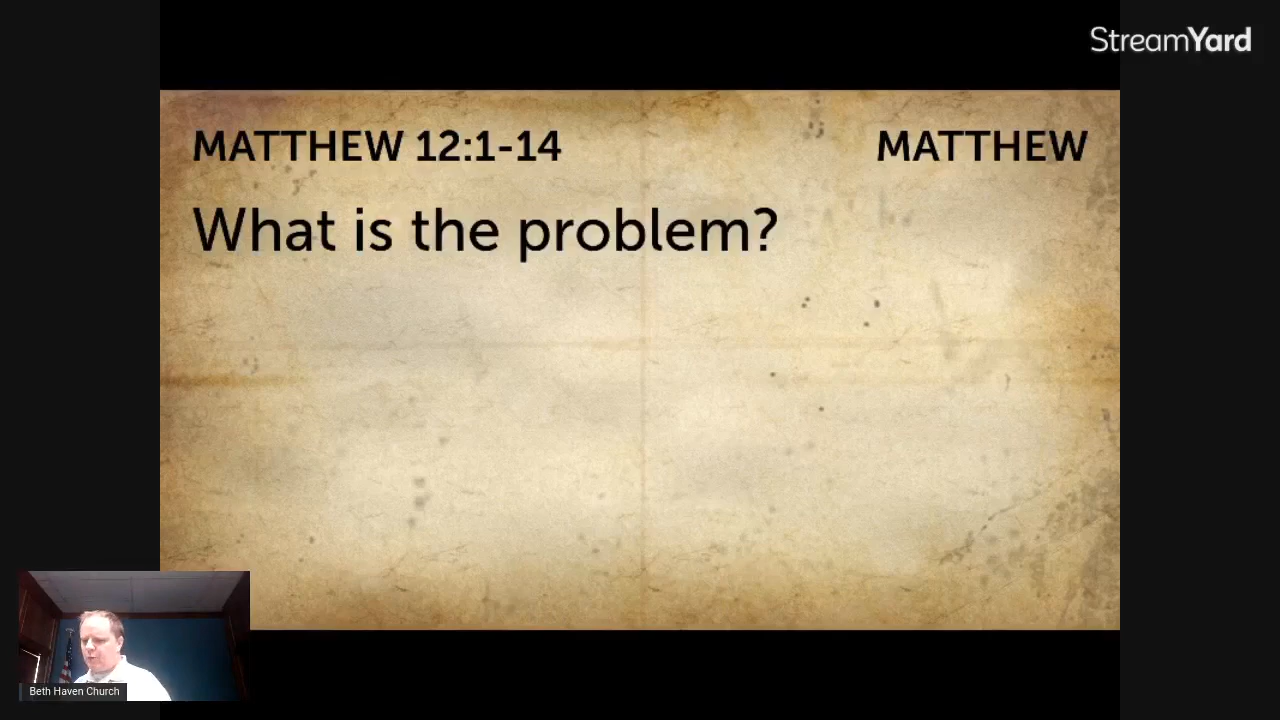 StreamYard
MATTHEW 12:1-14
MATTHEW
What is the problem?
Beth Haven Church